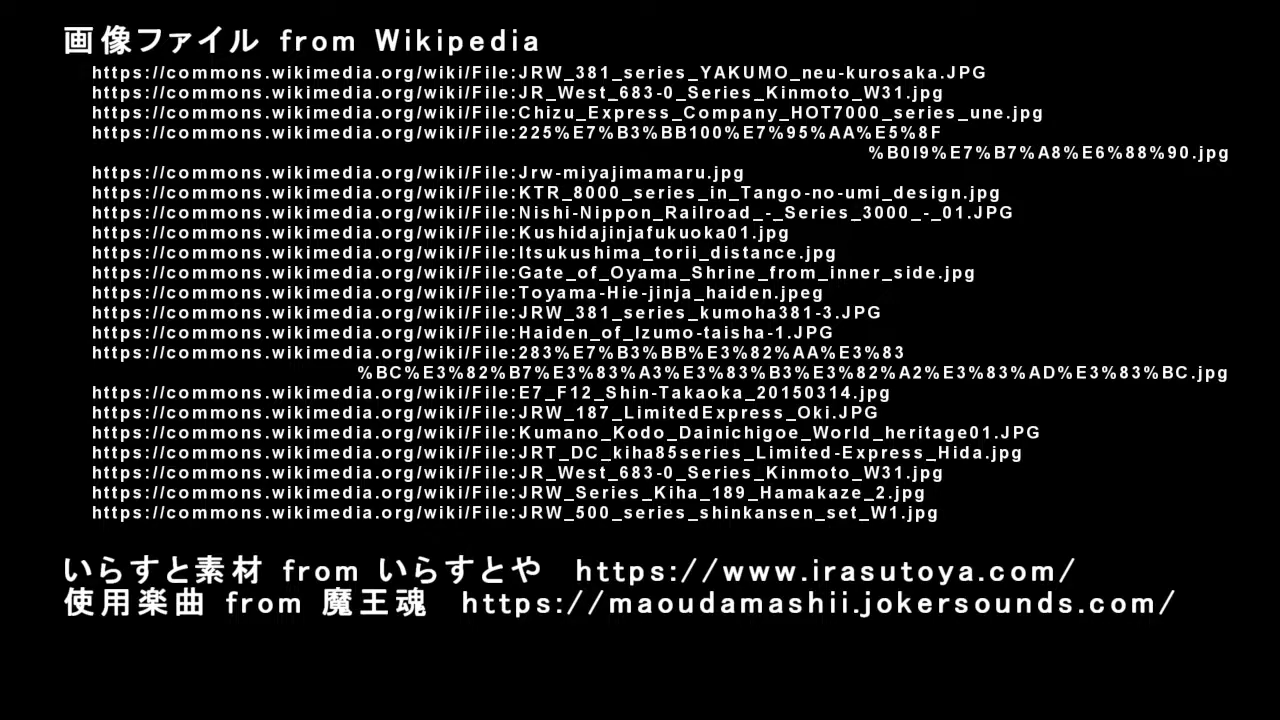 画像ファイル from Wikipedia
https://commons.wikimedia.org/wiki/File:JRW_381_series_YAKUMO_neu-kurosaka.JPG
https://commons.wikimedia.org/wiki/File:JR_West_683-0_Series_Kinmoto_W31.jpg
https://commons.wikimedia.org/wiki/File:Chizu_Express_Company_HOT7000_series_une.jpg
https://commons.wikimedia.org/wiki/File:225%E7%B3%BB100%E7%95%AA%E5%8F
%B0I9%E7%B7%A8%E6%88%90.jpg
https://commons.wikimedia.org/wiki/File:Jrw-miyajimamaru.jpg
https://commons.wikimedia.org/wiki/File:KTR_8000_series_in_Tango-no-umi_design.jpg
https://commons.wikimedia.org/wiki/File:Nishi-Nippon_Railroad_-_Series_3000_-_01.JPG
https://commons.wikimedia.org/wiki/File:Kushidajinjafukuoka01.jpg
https://commons.wikimedia.org/wiki/File:Itsukushima_torii_distance.jpg
https://commons.wikimedia.org/wiki/File:Gate_of_Oyama_Shrine_from_inner_side.jpg
https://commons.wikimedia.org/wiki/File:Toyama-Hie-jinja_haiden.jpeg
https://commons.wikimedia.org/wiki/File:JRW_381_series_kumoha381-3.JPG
https://commons.wikimedia.org/wiki/File:Haiden_of_Izumo-taisha-1.JPG
https://commons.wikimedia.org/wiki/File:283%E7%B3%BB%E3%82%AA%E3%83
%BC%E3%82%B7%E3%83%A3%E3%83%B3%E3%82%A2%E3%83%AD%E3%83%BC.jpg
https://commons.wikimedia.org/wiki/File:E7_F12_Shin-Takaoka_20150314.jpg
https://commons.wikimedia.org/wiki/File:JRW_187_LimitedExpress_Oki.JPG
https://commons.wikimedia.org/wiki/File:Kumano_Kodo_Dainichigoe_World_heritage01.JPG
https://commons.wikimedia.org/wiki/File:JRT_DC_kiha85series_Limited-Express_Hida.jpg
https://commons.wikimedia.org/wiki/File:JR_West_683-0_Series_Kinmoto_W31.jpg
https://commons.wikimedia.org/wiki/File:JRW_Series_Kiha_189_Hamakaze_2.jpg
https://commons.wikimedia.org/wiki/File:JRW_500_series_shinkansen_set_W1.jpg
いらすと素材 from いらすとや https://www.irasutoya.com/
使用楽曲 from 魔王魂 https://maoudamashii.jokersounds.com/